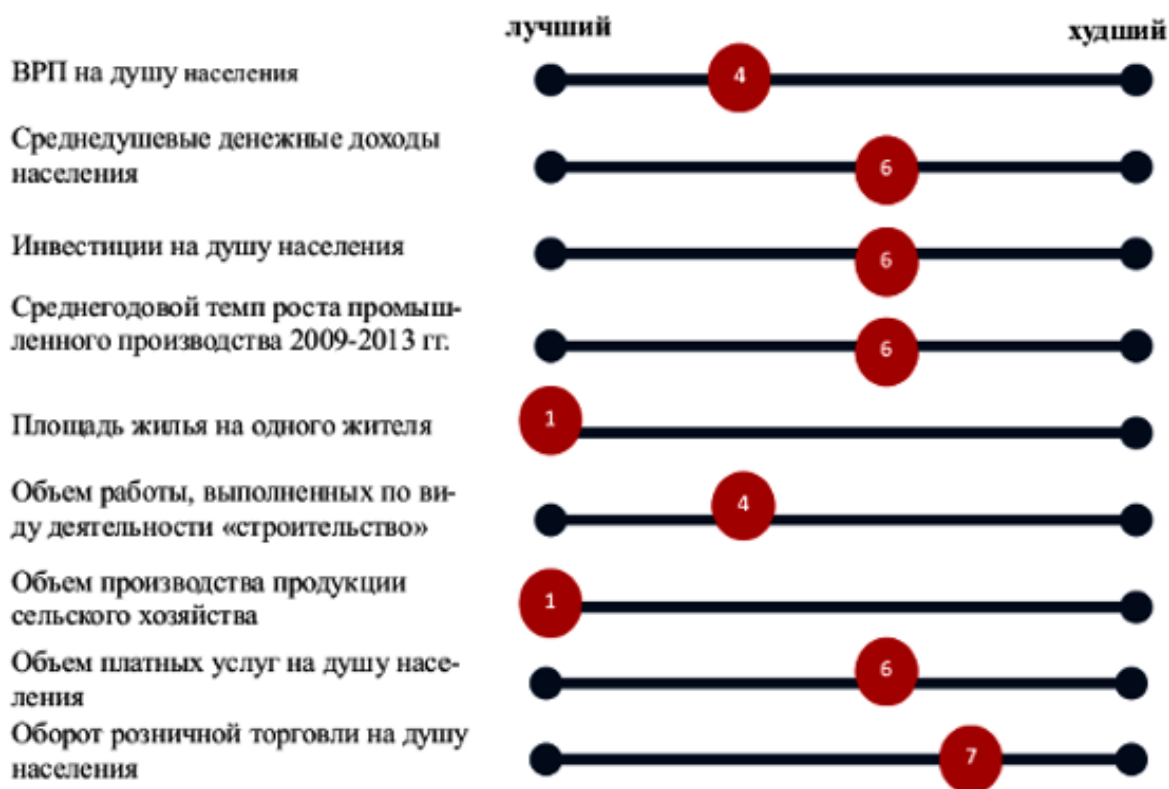 лучший худший
ВРП на душу населения
4
Среднедушевые денежные доходы
населения
6
Инвестиции на душу населения
6
Среднегодовой темп роста промыш-
ленного производства 2009-2013 гг.
6
Площадь жилья на одного жителя
1
Объем работы, выполненных по ви-
ду деятельности «строительство»
4
Объем производства продукции
сельского хозяйства
1
Объем платных услуг на душу насе-
ления
6
Оборот розничной торговли на душу
населения
7